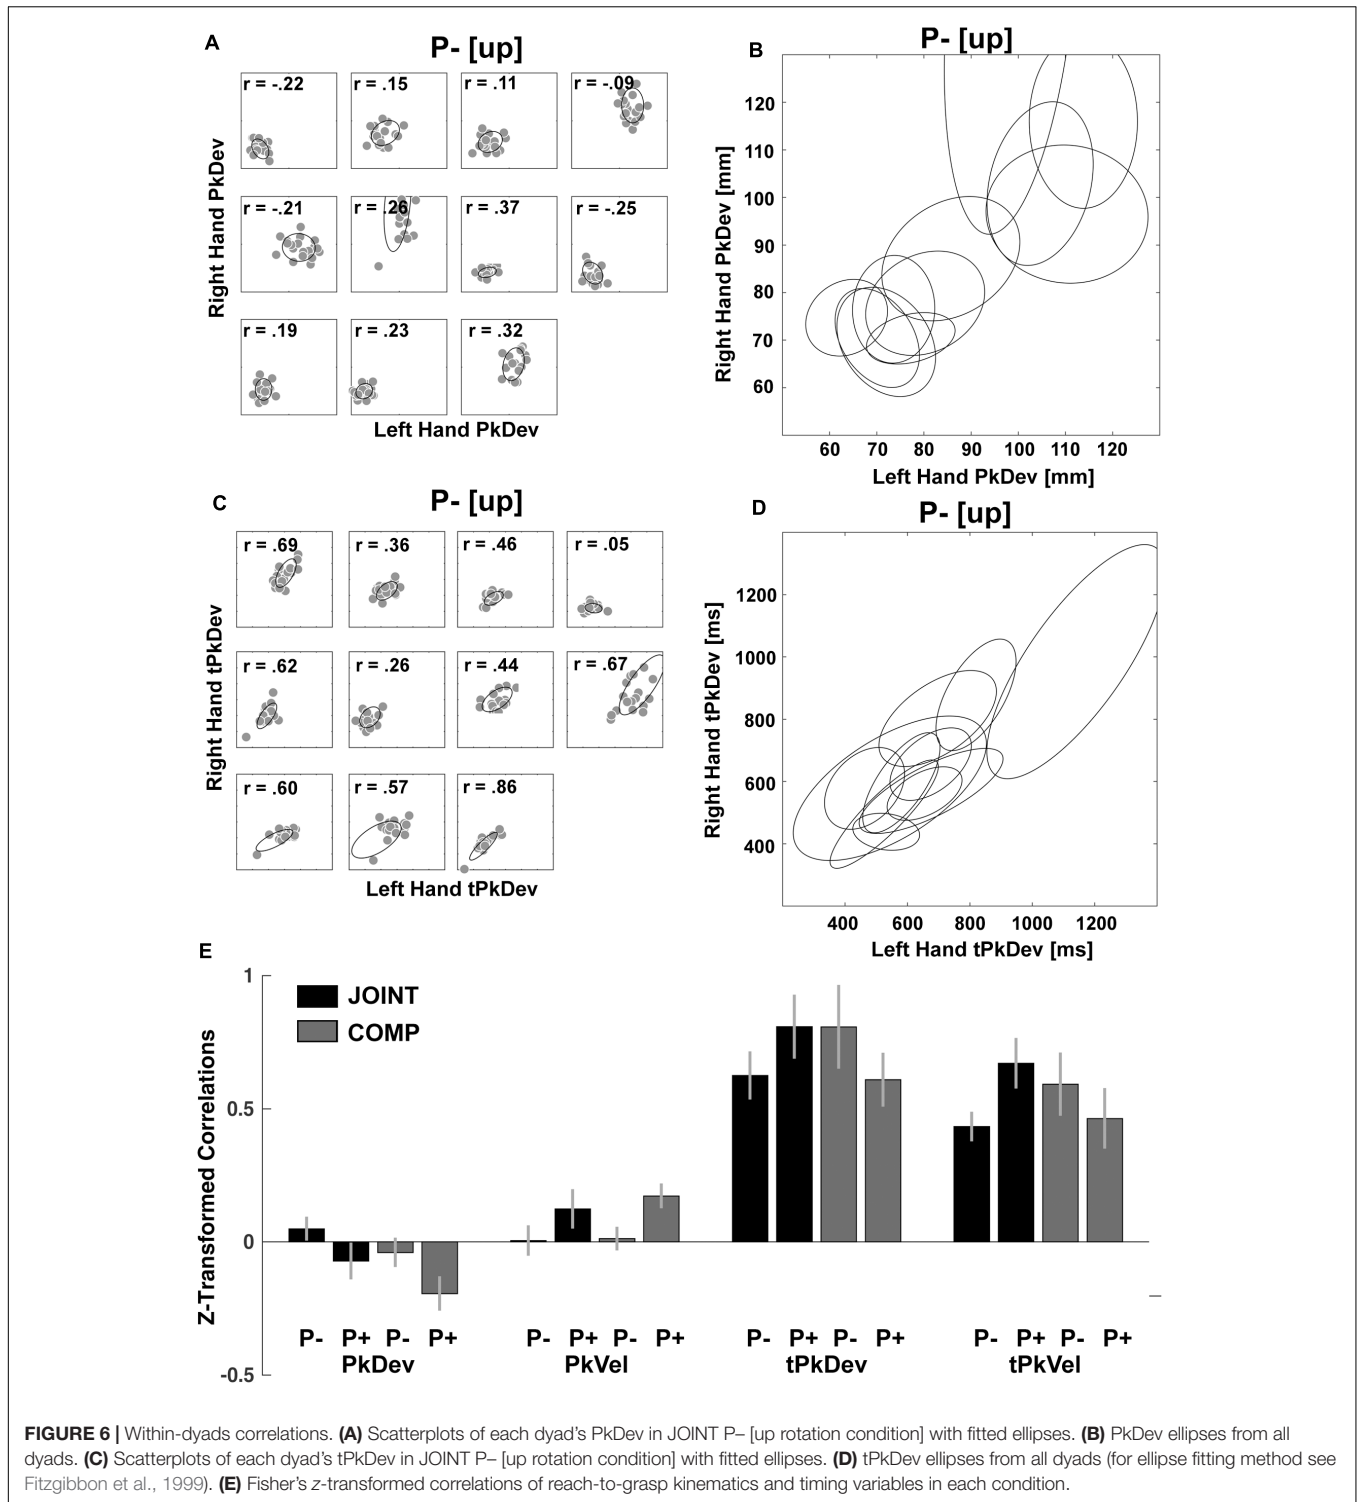 A
P- [up]
r = -.22
r = .15
r = .11
r = -.09
r = -.21
r = .26
r = .37
r = -.25
r = .19
r = .23
r = .32
Right Hand PkDev
Left Hand PkDev
B
P- [up]
120
110
100
90
80
70
60
Right Hand PkDev [mm]
60 70 80 90 100 110 120
Left Hand PkDev [mm]
C
P- [up]
r = .69
r = .36
r = .46
r = .05
r = .62
r = .26
r = .44
r = .67
r = .60
r = .57
r = .86
Right Hand tPkDev
Left Hand tPkDev
D
P- [up]
1200
1000
800
600
400
Right Hand tPkDev [ms]
400 600 800 1000 1200
Left Hand tPkDev [ms]
E
1
0.5
0
-0.5
Z-Transformed Correlations
JOINT
COMP
P- P+ P- P+
PkDev
P- P+ P- P+
PkVel
P- P+ P- P+
tPkDev
P- P+ P- P+
tPkVel
FIGURE 6 | Within-dyads correlations. (A) Scatterplots of each dyad's PkDev in JOINT P– [up rotation condition] with fitted ellipses. (B) PkDev ellipses from all
dyads. (C) Scatterplots of each dyad's tPkDev in JOINT P– [up rotation condition] with fitted ellipses. (D) tPkDev ellipses from all dyads (for ellipse fitting method see
Fitzgibbon et al., 1999). (E) Fisher's z-transformed correlations of reach-to-grasp kinematics and timing variables in each condition.